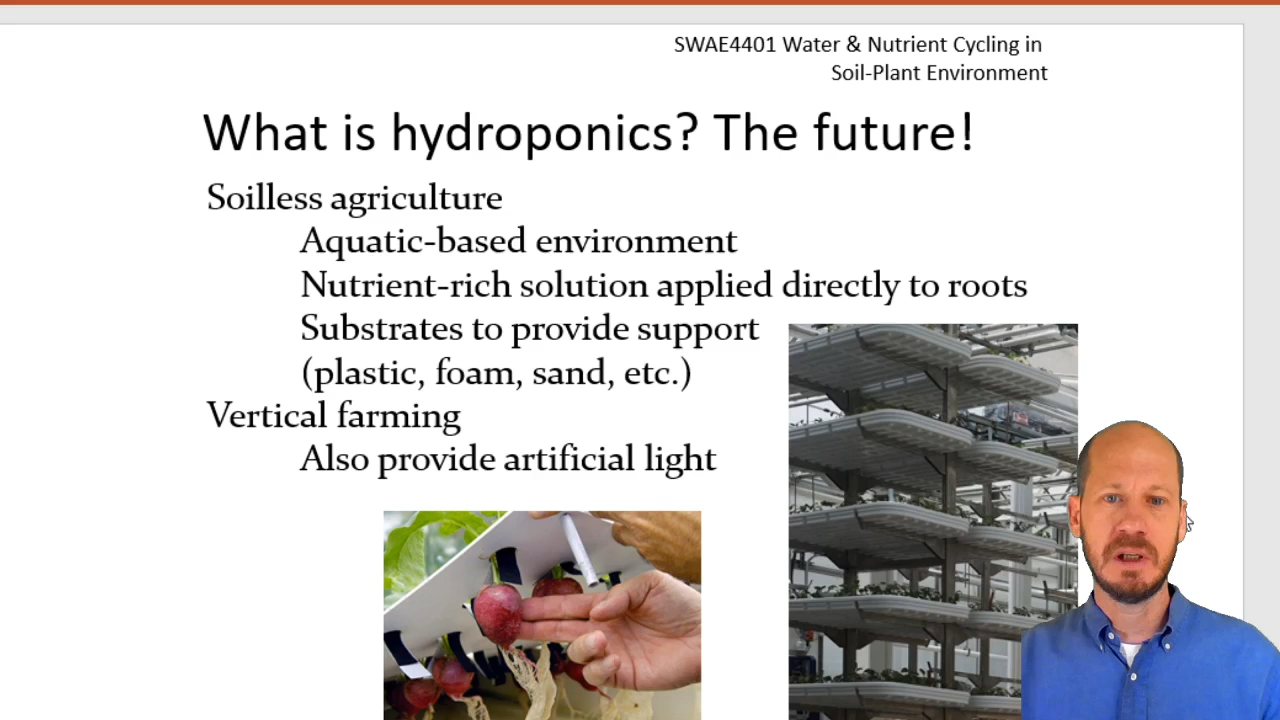 SWAE4401 Water & Nutrient Cycling in
Soil-Plant Environment
What is hydroponics? The future!
Soilless agriculture
Aquatic-based environment
Nutrient-rich solution applied directly to roots
Substrates to provide support
(plastic, foam, sand, etc.)
Vertical farming
Also provide artificial light